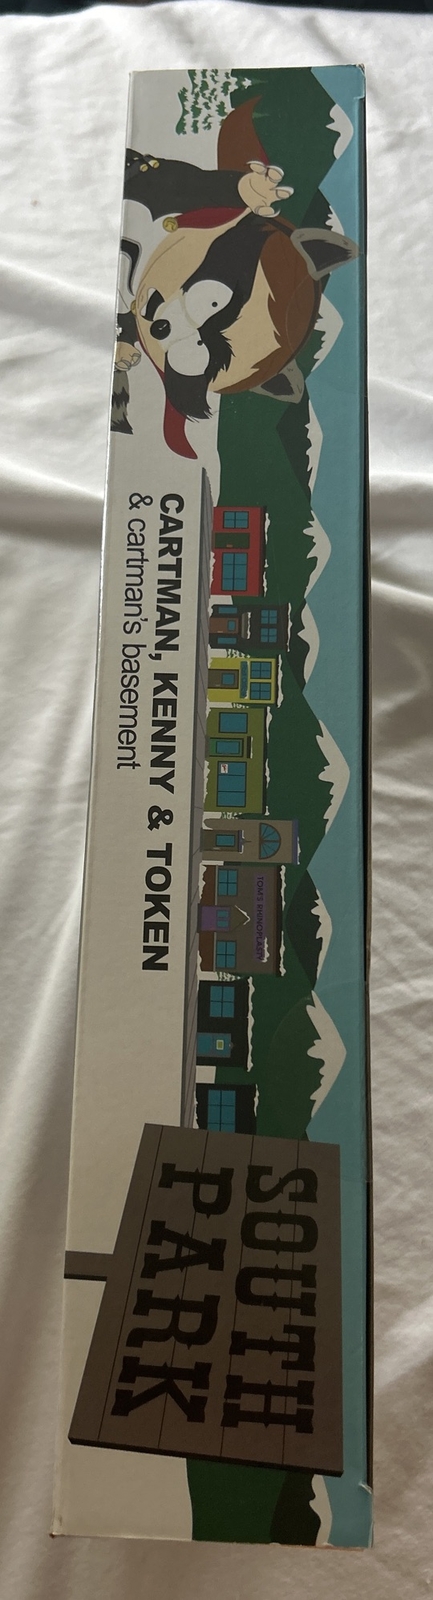 SOUTH
PARK
TOM'S RHINOPLASTY
CARTMAN, KENNY & TOKEN
& cartman's basement